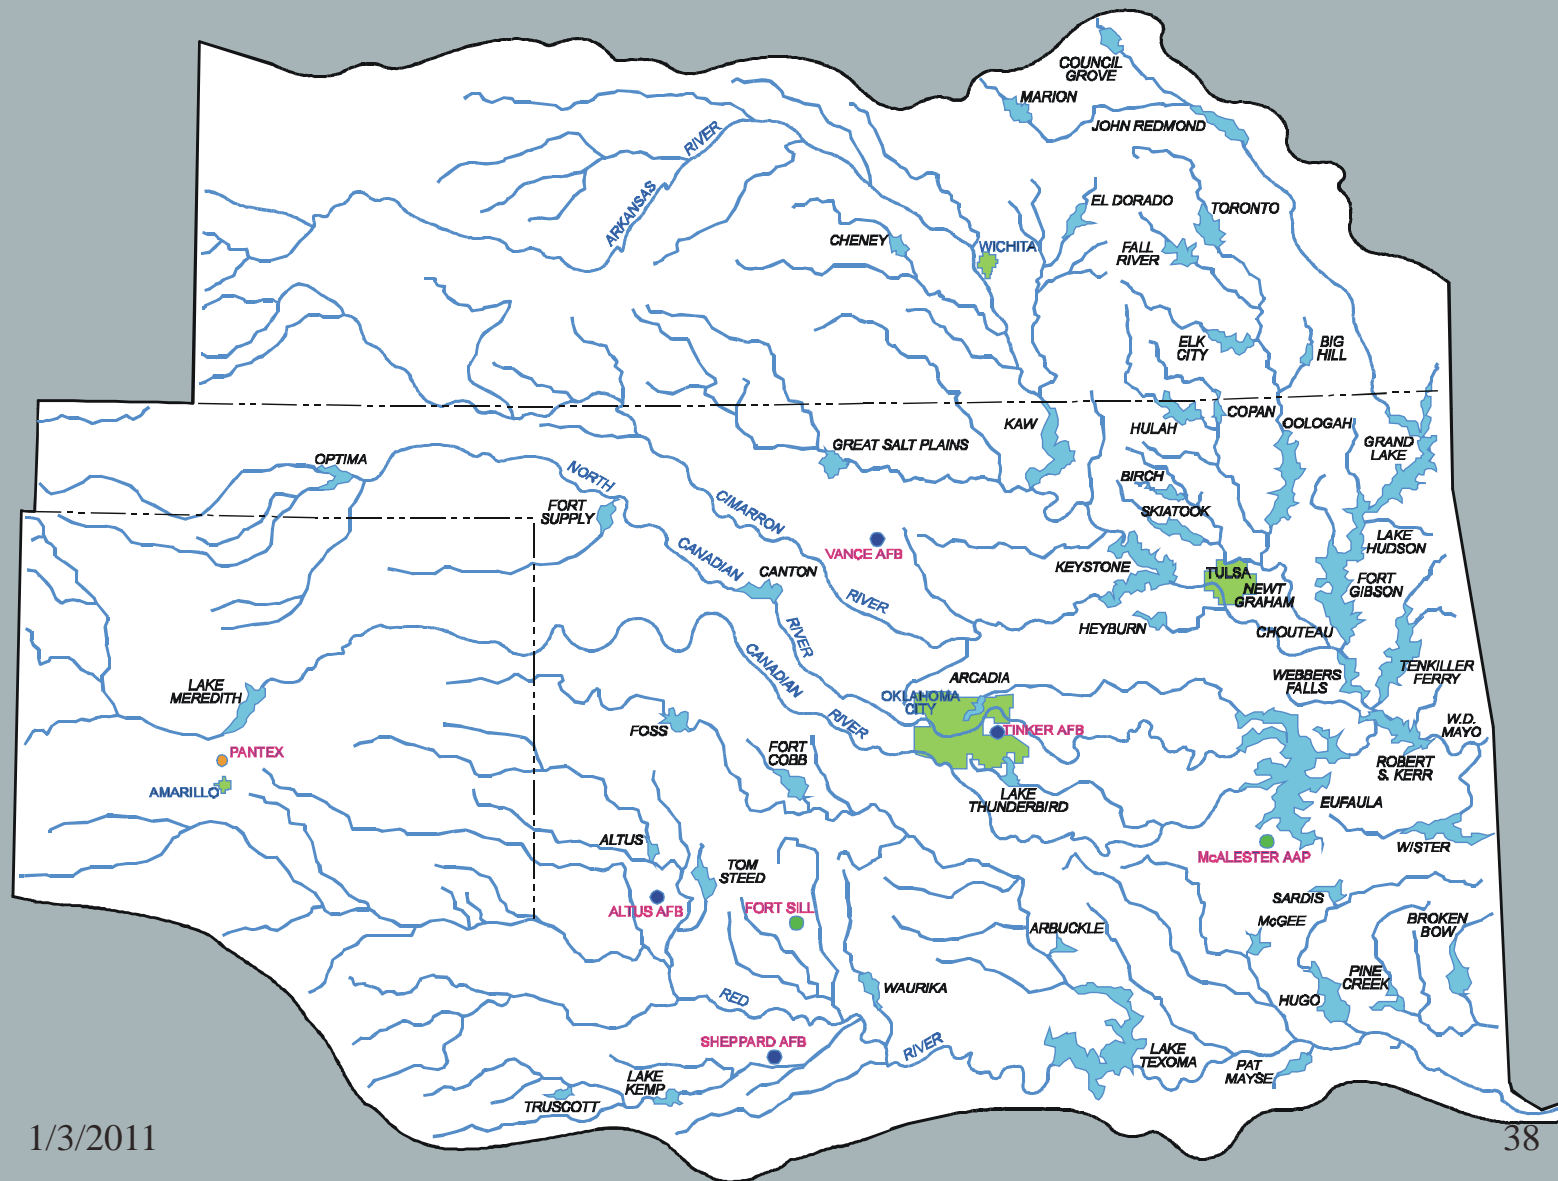 COUNCIL
GROVE
MARION
JOHN REDMOND
RIVER
ARKANSAS
EL DORADO
TORONTO
CHENEY
WICHITA
FALL
RIVER
ELK
CITY
BIG
HILL
KAW
HULAH
COPAN
OOLOGAH
GRAND
LAKE
GREAT SALT PLAINS
OPTIMA
NORTH
FORT
SUPPLY
CIMARRON
BIRCH
SKIATOOK
LAKE
HUDSON
VANCE AFB
CANADIAN
CANTON
KEYSTONE
TULSA
NEWT
GRAHAM
FORT
GIBSON
RIVER
RIVER
HEYBURN
CHOUTEAU
CANADIAN
ARCADIA
WEBBERS
FALLS
TENKILLER
FERRY
LAKE
MEREDITH
OKLAHOMA
CITY
RIVER
FOSS
TINKER AFB
W.D.
MAYO
PANTEX
FORT
COBB
ROBERT
S. KERR
AMARILLO
LAKE
THUNDERBIRD
EUFAULA
ALTUS
WISTER
McALESTER AAP
TOM
STEED
SARDIS
ALTUS AFB
FORT SILL
ARBUCKLE
McGEE
BROKEN
BOW
PINE
CREEK
WAURIKA
HUGO
RED
SHEPPARD AFB
RIVER
LAKE
TEXOMA
PAT
MAYSE
LAKE
KEMP
TRUSCOTT
1/3/2011
38